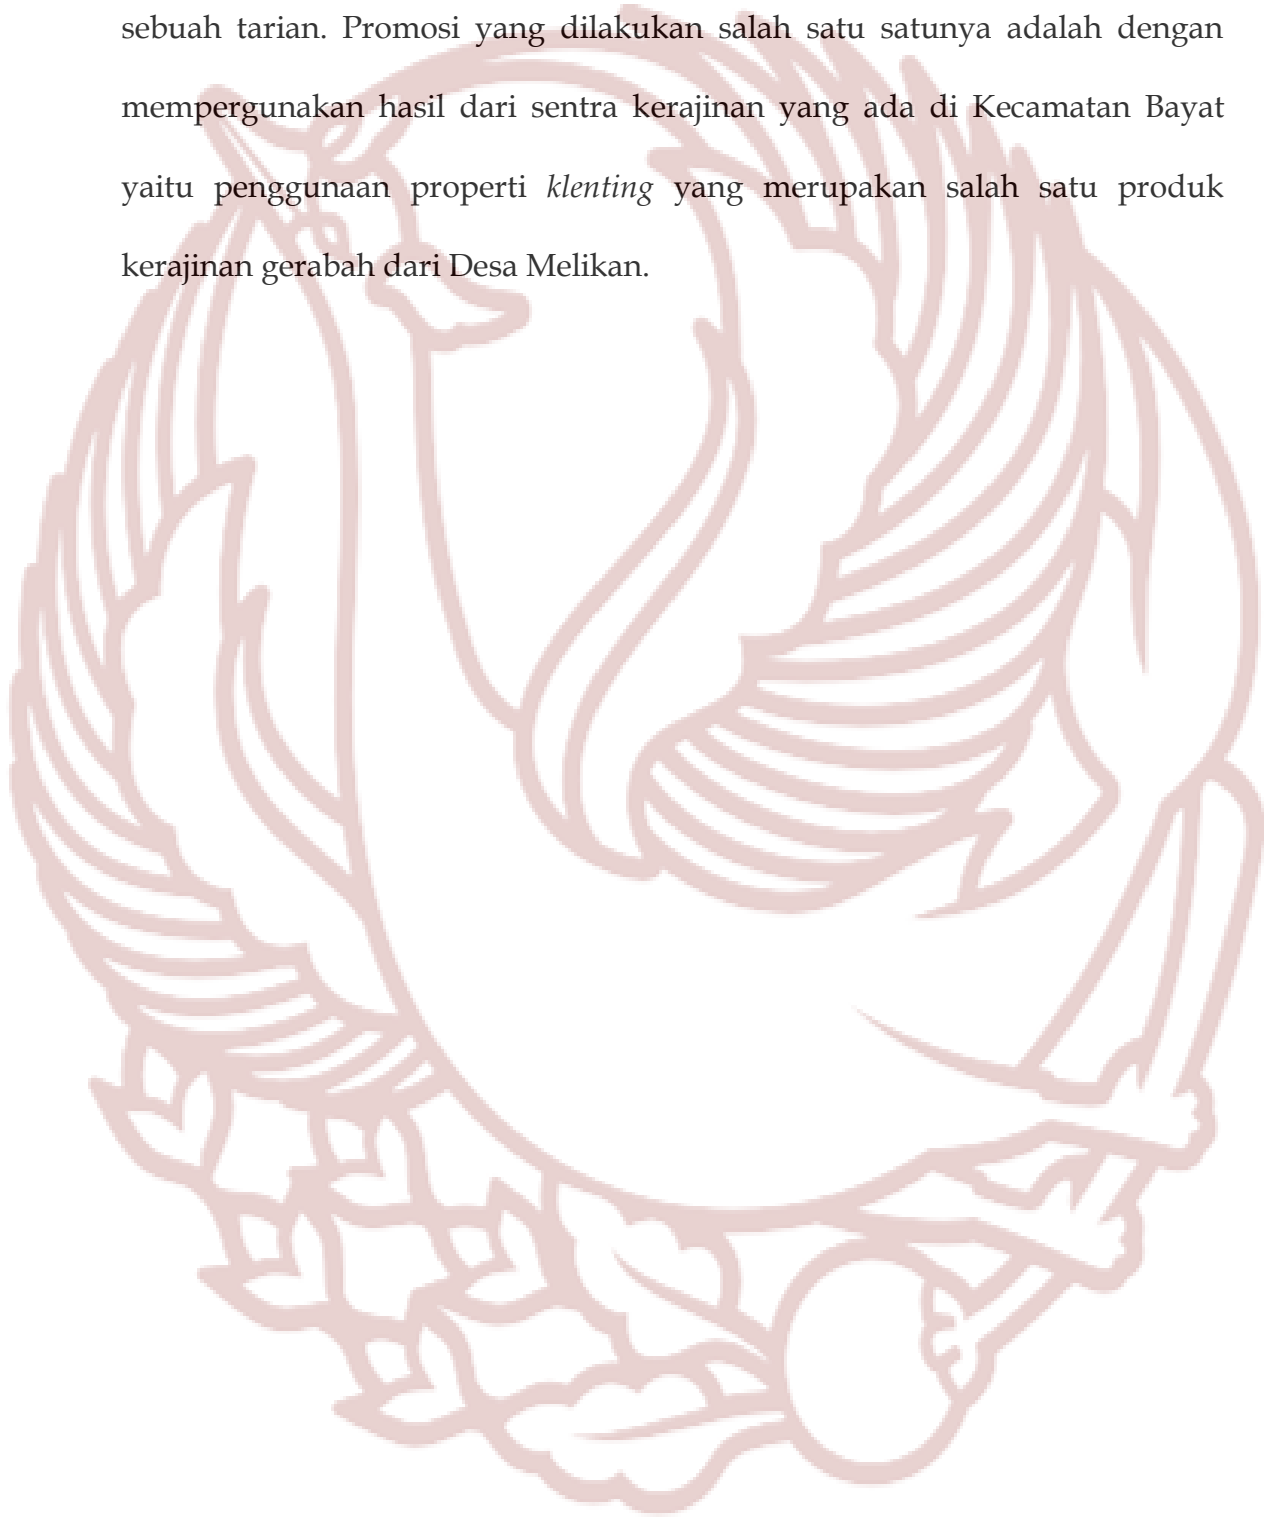 sebuah tarian. Promosi yang dilakukan salah satu satunya adalah dengan
mempergunakan hasil dari sentra kerajinan yang ada di Kecamatan Bayat
yaitu penggunaan properti klenting yang merupakan salah satu produk
kerajinan gerabah dari Desa Melikan.